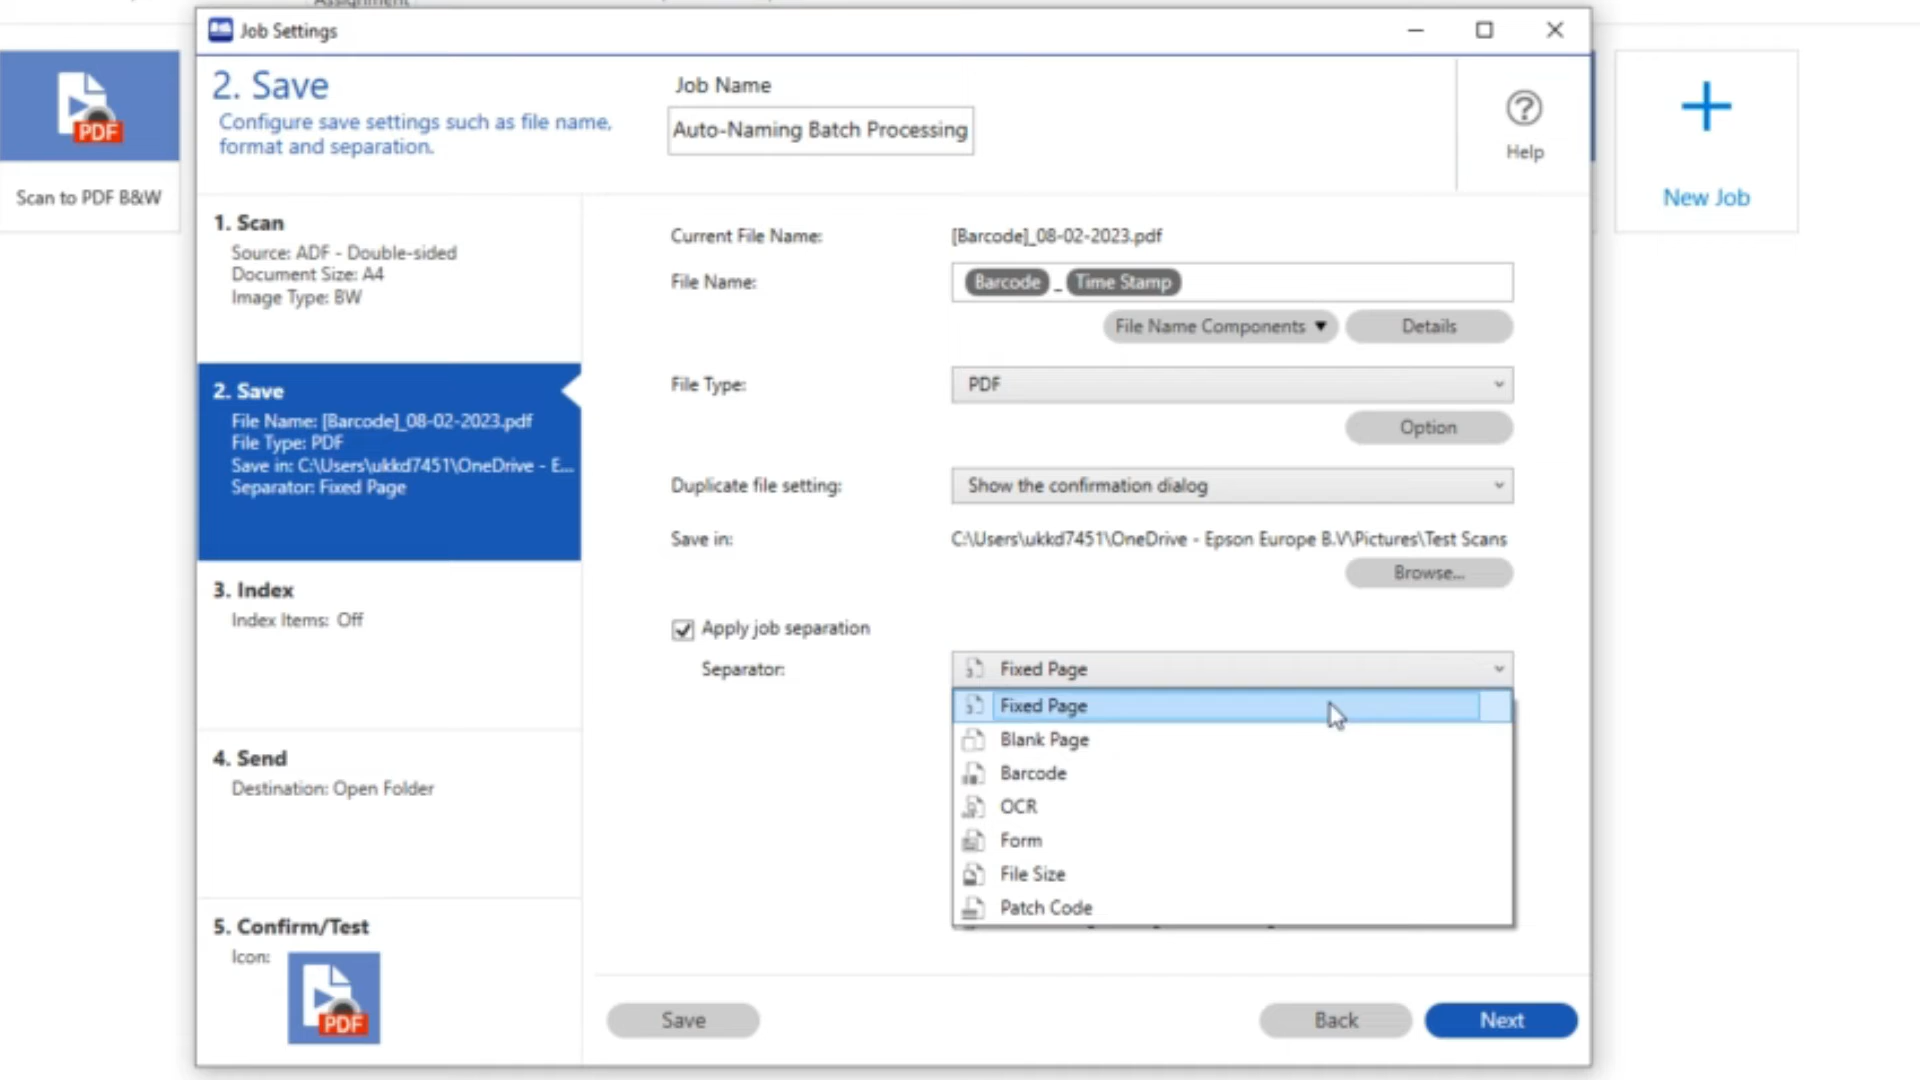 Assignment
Job Settings
2. Save
Configure save settings such as file name,
format and separation.
Job Name
Auto-Naming Batch Processing
Help
PDF
Scan to PDF B&W
New Job
1. Scan
Source: ADF - Double-sided
Document Size: A4
Image Type: BW
2. Save
File Name: [Barcode]_08-02-2023.pdf
File Type: PDF
Save in: C:\Users\ukkd7451\OneDrive - E...
Separator: Fixed Page
3. Index
Index Items: Off
4. Send
Destination: Open Folder
5. Confirm/Test
Icon:
PDF
Current File Name: [Barcode]_08-02-2023.pdf
File Name: Barcode _ Time Stamp
File Name Components ▼ Details
File Type: PDF
Option
Duplicate file setting: Show the confirmation dialog
Save in: C:\Users\ukkd7451\OneDrive - Epson Europe B.V\Pictures\Test Scans
Browse...
Apply job separation
Separator: Fixed Page
Fixed Page
Blank Page
Barcode
OCR
Form
File Size
Patch Code
Save
Back
Next